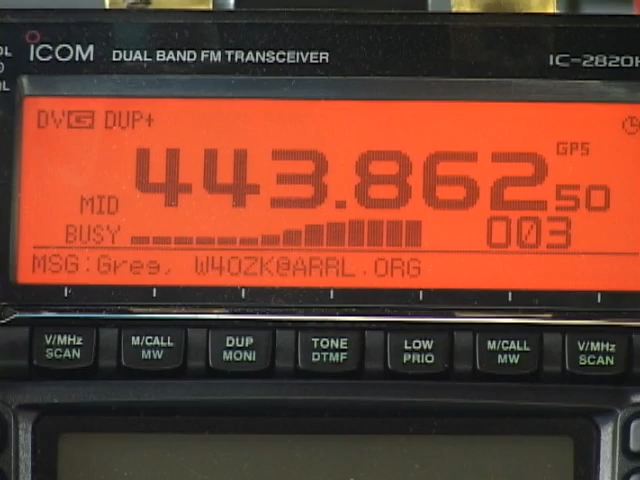 ICOM DUAL BAND FM TRANSCEIVER IC-2820H
DV G DUP+
GPS
443.862 50
MID
BUSY 003
MSG:Greg, W4OZK@ARRL.ORG
V/MHz SCAN
M/CALL MW
DUP MONI
TONE DTMF
LOW PRIO
M/CALL MW
V/MHz SCAN